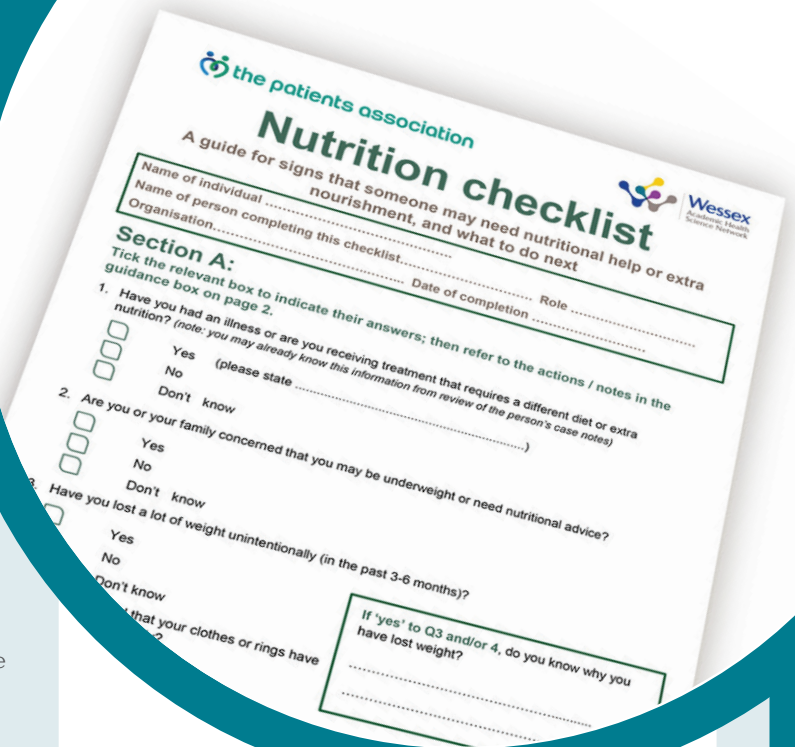 the patients association
Nutrition checklist
Wessex
Academic Health
Science Network
A guide for signs that someone may need nutritional help or extra
nourishment, and what to do next
Name of individual ..........................................
Name of person completing this checklist.............................. Role ............................
Organisation............................................ Date of completion ..........................
Section A:
Tick the relevant box to indicate their answers; then refer to the actions / notes in the
guidance box on page 2.
1. Have you had an illness or are you receiving treatment that requires a different diet or extra
nutrition? (note: you may already know this information from review of the person's case notes)
Yes (please state ......................................................)
No
Don't know
2. Are you or your family concerned that you may be underweight or need nutritional advice?
Yes
No
Don't know
3. Have you lost a lot of weight unintentionally (in the past 3-6 months)?
Yes
No
Don't know
that your clothes or rings have
?
If 'yes' to Q3 and/or 4, do you know why you
have lost weight?
......................................................
......................................................
e